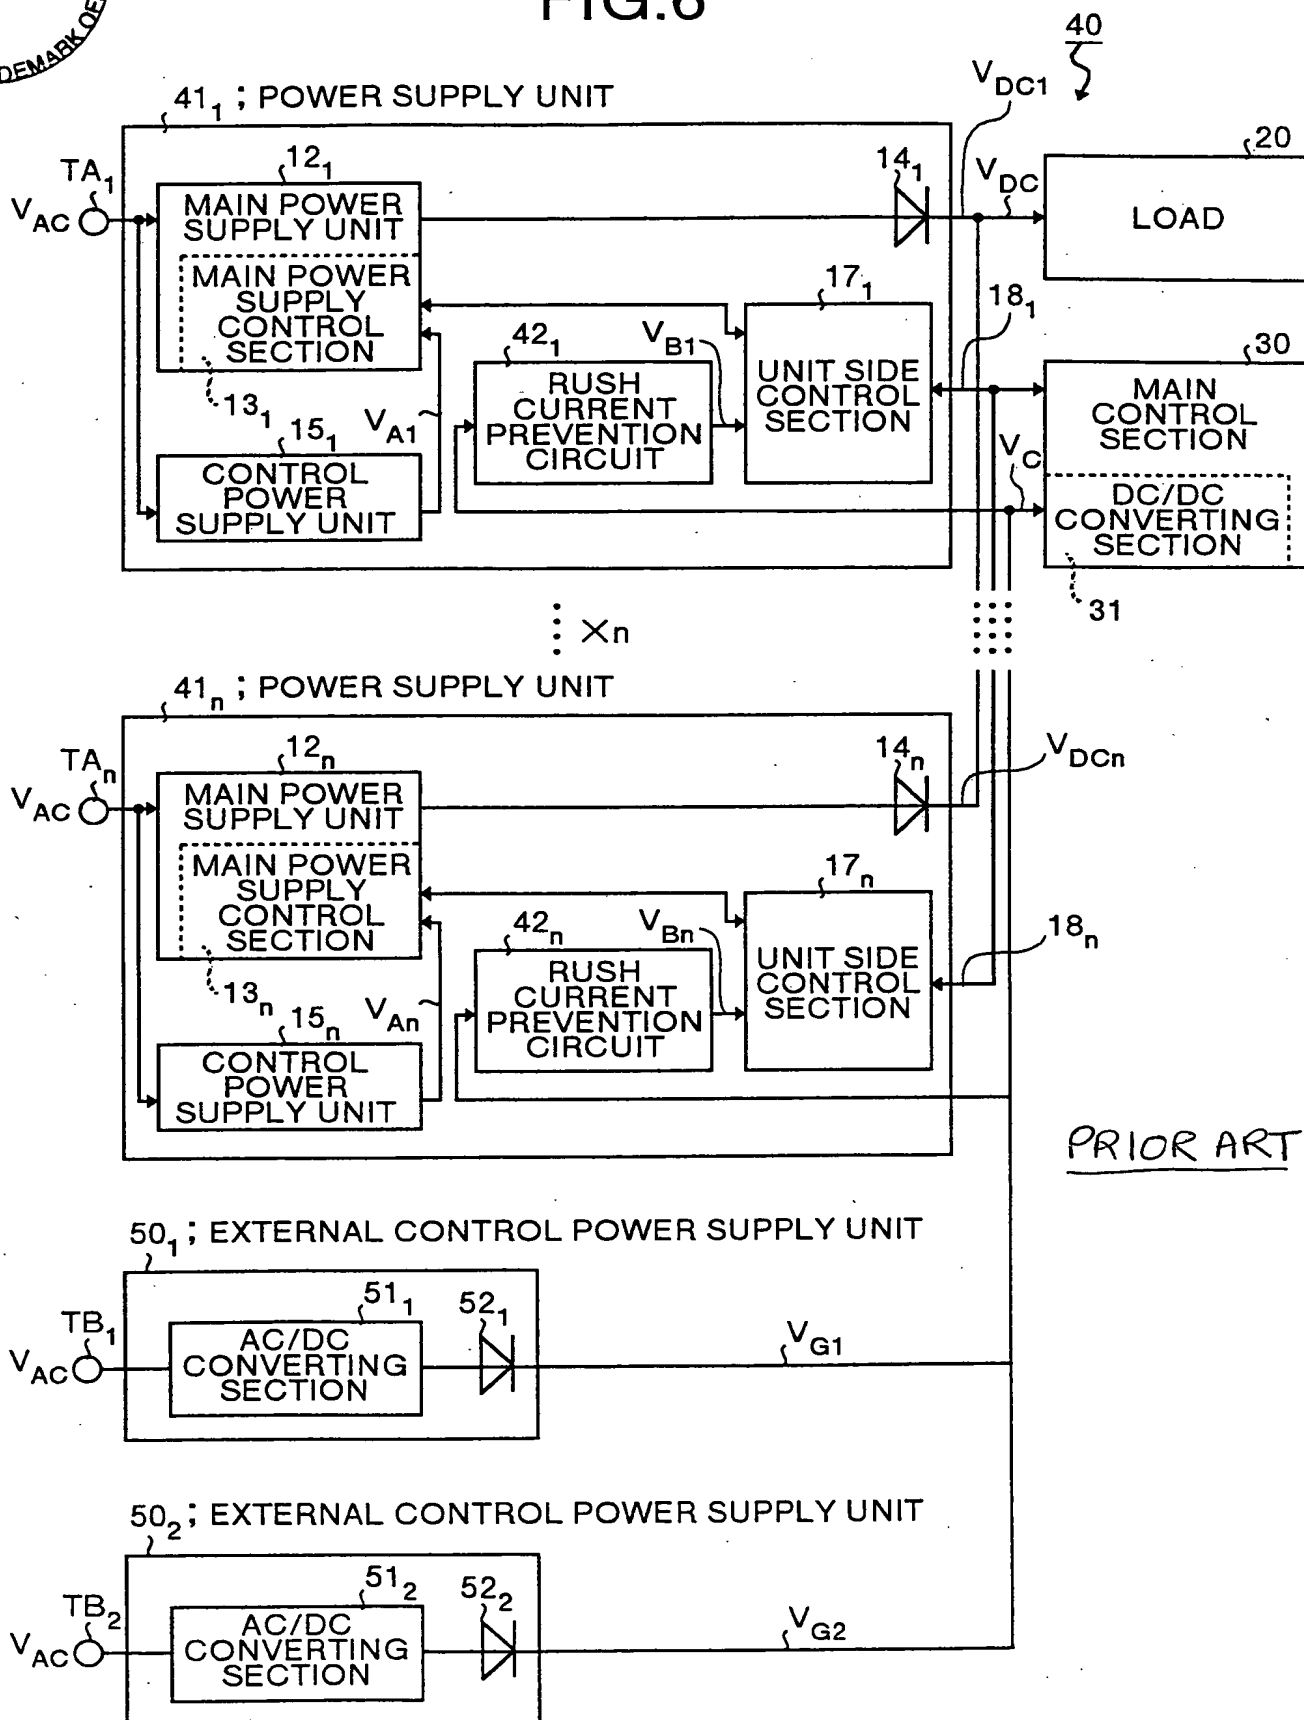 FIG.6
DEMARK OF
40
41₁ ; POWER SUPPLY UNIT
V_DC1
TA₁
V_AC
12₁
MAIN POWER
SUPPLY UNIT
MAIN POWER
SUPPLY
CONTROL
SECTION
13₁
14₁
V_DC
20
LOAD
17₁
UNIT SIDE
CONTROL
SECTION
18₁
42₁
RUSH
CURRENT
PREVENTION
CIRCUIT
V_B1
V_A1
15₁
CONTROL
POWER
SUPPLY UNIT
30
MAIN
CONTROL
SECTION
V_C
DC/DC
CONVERTING
SECTION
31
×n
41ₙ ; POWER SUPPLY UNIT
TAₙ
V_AC
12ₙ
MAIN POWER
SUPPLY UNIT
MAIN POWER
SUPPLY
CONTROL
SECTION
13ₙ
14ₙ
V_DCn
17ₙ
UNIT SIDE
CONTROL
SECTION
18ₙ
42ₙ
RUSH
CURRENT
PREVENTION
CIRCUIT
V_Bn
V_An
15ₙ
CONTROL
POWER
SUPPLY UNIT
PRIOR ART
50₁ ; EXTERNAL CONTROL POWER SUPPLY UNIT
TB₁
V_AC
51₁
AC/DC
CONVERTING
SECTION
52₁
V_G1
50₂ ; EXTERNAL CONTROL POWER SUPPLY UNIT
TB₂
V_AC
51₂
AC/DC
CONVERTING
SECTION
52₂
V_G2